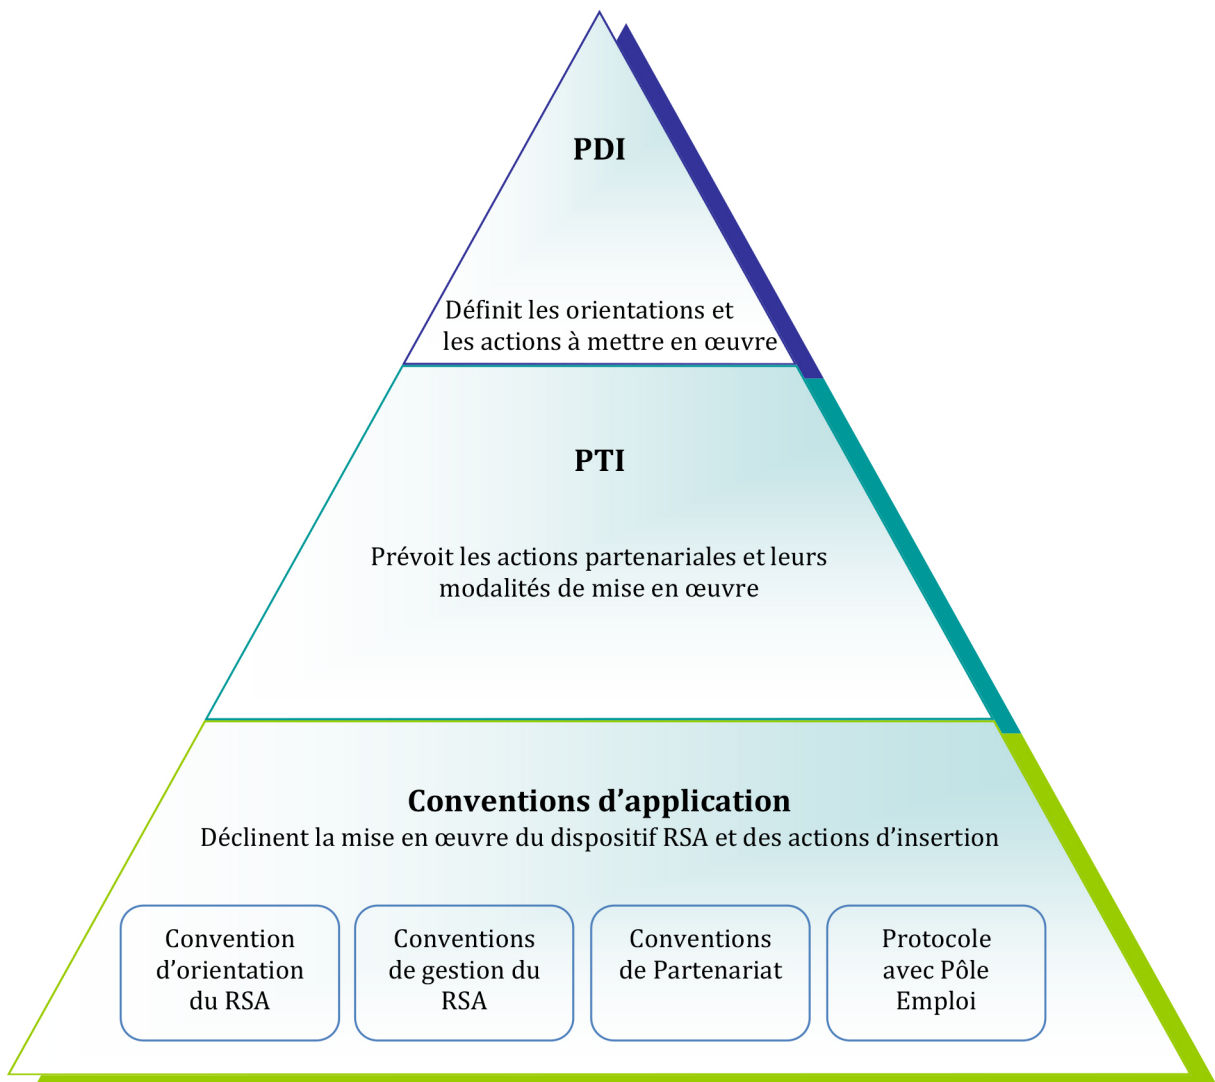 PDI
Définit les orientations et
les actions à mettre en œuvre
PTI
Prévoit les actions partenariales et leurs
modalités de mise en œuvre
Conventions d’application
Déclinent la mise en œuvre du dispositif RSA et des actions d’insertion
Convention
d’orientation
du RSA
Conventions
de gestion du
RSA
Conventions
de Partenariat
Protocole
avec Pôle
Emploi